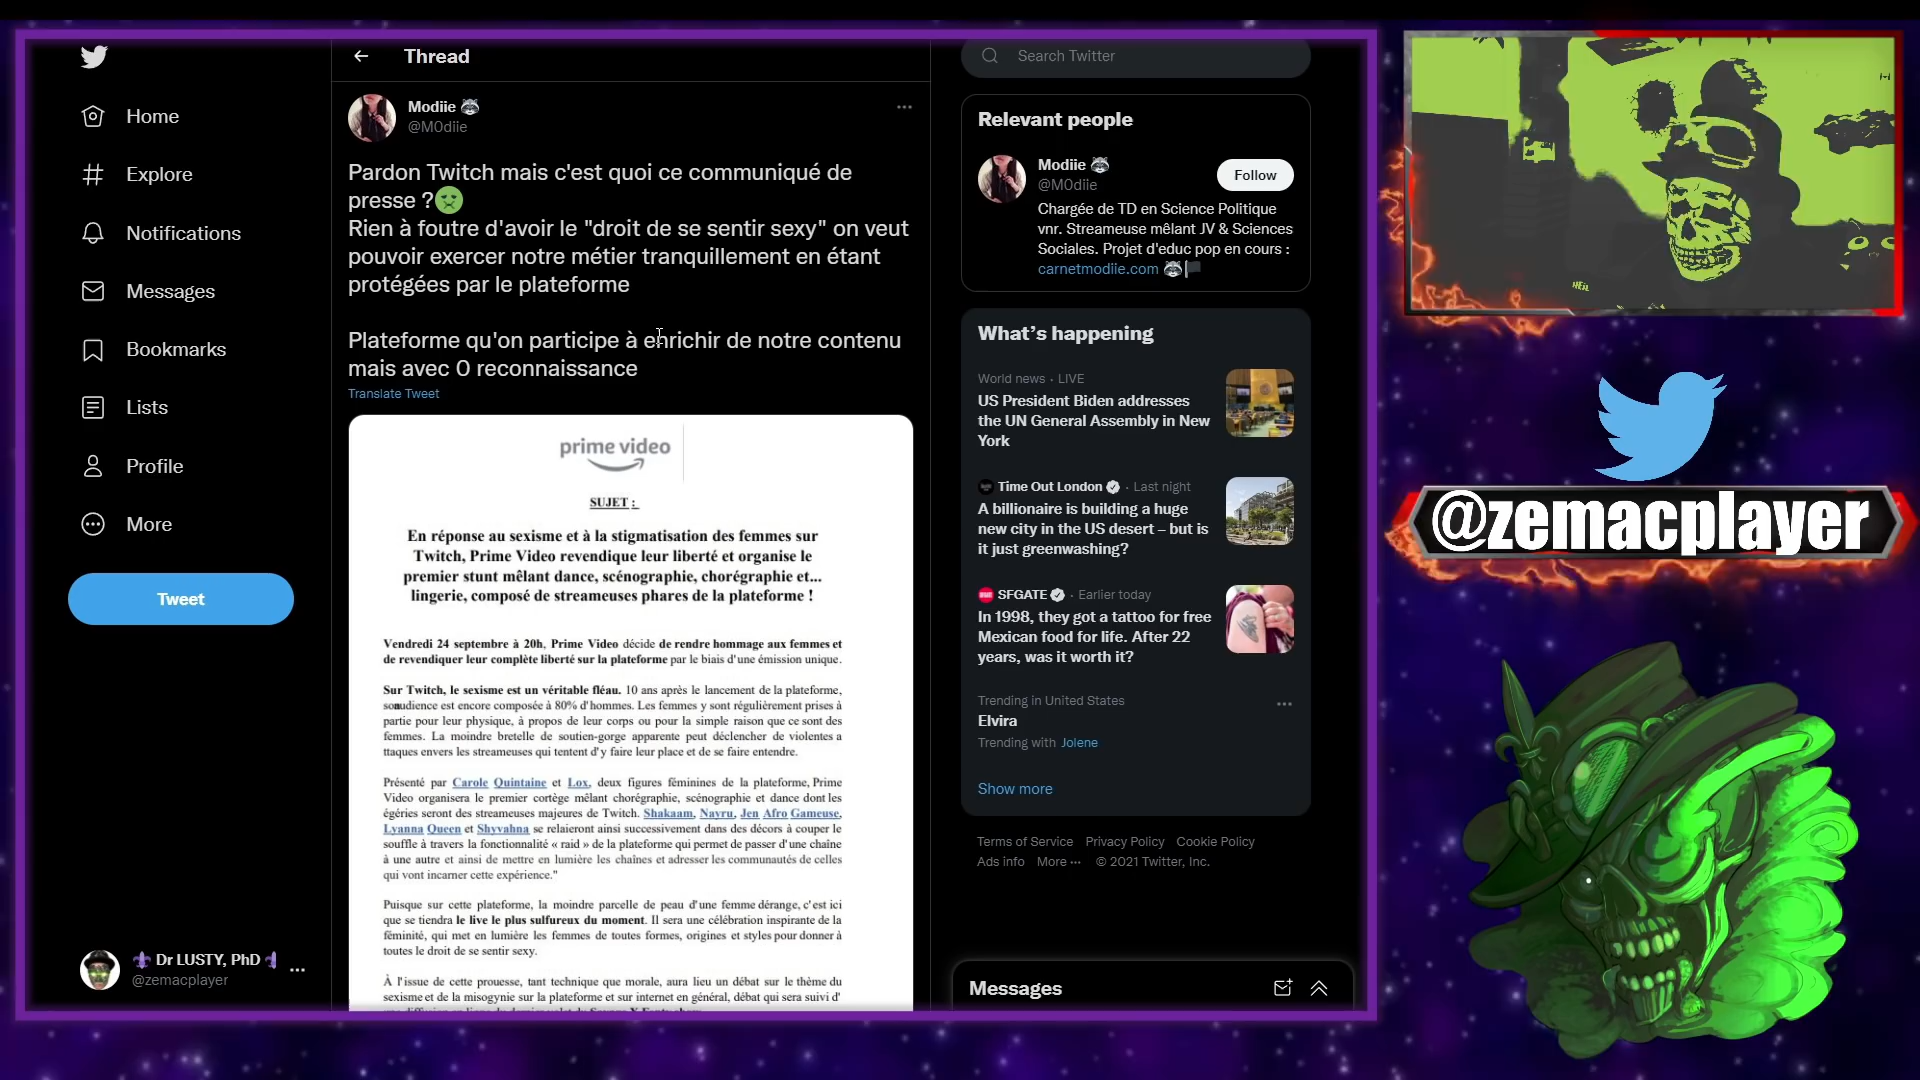 Home
Explore
Notifications
Messages
Bookmarks
Lists
Profile
More
Tweet
Dr LUSTY, PhD
@zemacplayer
Thread
Modiie
@M0diie
Pardon Twitch mais c'est quoi ce communiqué de
presse ?
Rien à foutre d'avoir le "droit de se sentir sexy" on veut
pouvoir exercer notre métier tranquillement en étant
protégées par le plateforme
Plateforme qu'on participe à enrichir de notre contenu
mais avec 0 reconnaissance
Translate Tweet
prime video
SUJET :
En réponse au sexisme et à la stigmatisation des femmes sur
Twitch, Prime Video revendique leur liberté et organise le
premier stunt mêlant dance, scénographie, chorégraphie et...
lingerie, composé de streameuses phares de la plateforme !
Vendredi 24 septembre à 20h, Prime Video décide de rendre hommage aux femmes et
de revendiquer leur complète liberté sur la plateforme par le biais d'une émission unique.
Sur Twitch, le sexisme est un véritable fléau. 10 ans après le lancement de la plateforme,
audience est encore composée à 80% d'hommes. Les femmes y sont régulièrement prises à
partie pour leur physique, à propos de leur corps ou pour la simple raison que ce sont des
femmes. La moindre bretelle de soutien-gorge apparente peut déclencher de violentes a
ttaques envers les streameuses qui tentent d'y faire leur place et de se faire entendre.
Présenté par Carole Quintaine et Lox, deux figures féminines de la plateforme, Prime
Video organisera le premier cortège mêlant chorégraphie, scénographie et dance dont les
égéries seront des streameuses majeures de Twitch. Shakaam, Nayru, Jen Afro Gameuse,
Lyanna Queen et Shyvahna se relaieront ainsi successivement dans des décors à couper le
souffle à travers la fonctionnalité « raid » de la plateforme qui permet de passer d'une chaîne
à une autre et ainsi de mettre en lumière les chaînes et adresser les communautés de celles
qui vont incarner cette expérience."
Puisque sur cette plateforme, la moindre parcelle de peau d'une femme dérange, c'est ici
que se tiendra le live le plus sulfureux du moment. Il sera une célébration inspirante de la
féminité, qui met en lumière les femmes de toutes formes, origines et styles pour donner à
toutes le droit de se sentir sexy.
À l'issue de cette prouesse, tant technique que morale, aura lieu un débat sur le thème du
sexisme et de la misogynie sur la plateforme et sur internet en général, débat qui sera suivi d'
Search Twitter
Relevant people
Modiie
@M0diie
Follow
Chargée de TD en Science Politique
vnr. Streameuse mêlant JV & Sciences
Sociales. Projet d'educ pop en cours :
carnetmodiie.com
What's happening
World news · LIVE
US President Biden addresses
the UN General Assembly in New
York
Time Out London · Last night
A billionaire is building a huge
new city in the US desert – but is
it just greenwashing?
SFGATE · Earlier today
In 1998, they got a tattoo for free
Mexican food for life. After 22
years, was it worth it?
Trending in United States
Elvira
Trending with Jolene
Show more
Terms of Service Privacy Policy Cookie Policy
Ads info More ··· © 2021 Twitter, Inc.
Messages
@zemacplayer